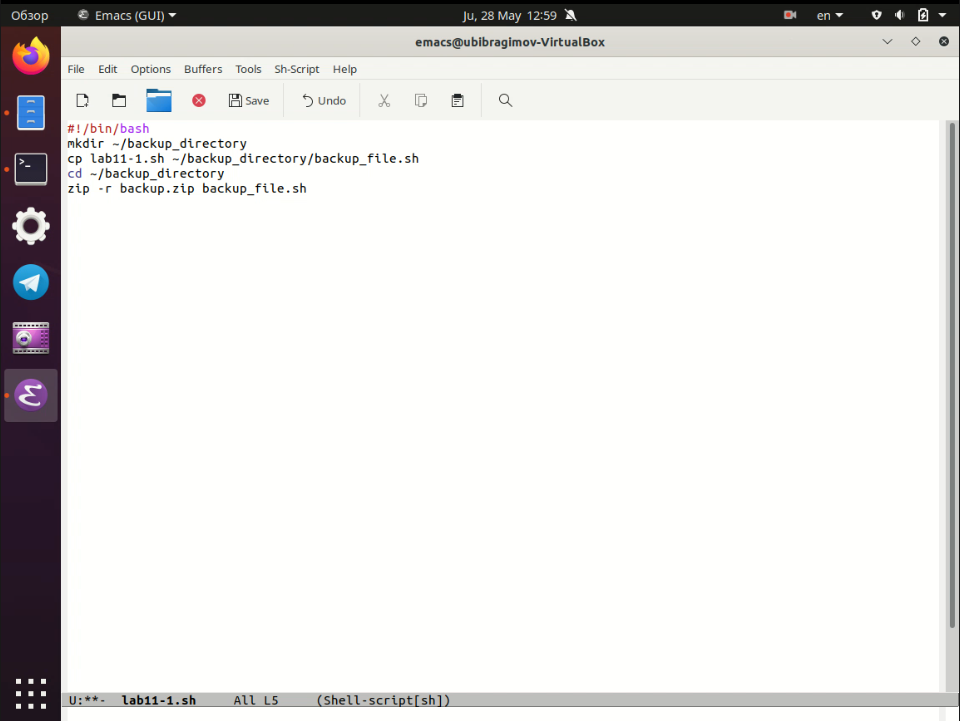 Обзор Emacs (GUI) Ju, 28 May 12:59 en
emacs@ubibragimov-VirtualBox
File Edit Options Buffers Tools Sh-Script Help
Save Undo
#!/bin/bash
mkdir ~/backup_directory
cp lab11-1.sh ~/backup_directory/backup_file.sh
cd ~/backup_directory
zip -r backup.zip backup_file.sh
U:**- lab11-1.sh All L5 (Shell-script[sh])